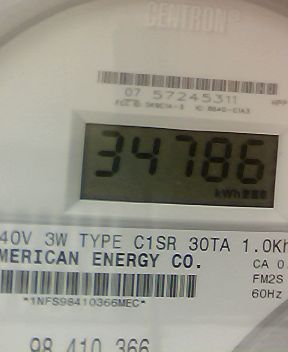 CENTRON®
07 57245311
34786
kWh
40V 3W TYPE C1SR 30TA 1.0Kh
MERICAN ENERGY CO.
CA 0
FM2S
60Hz
*1NFS98410366MEC*
98 410 366